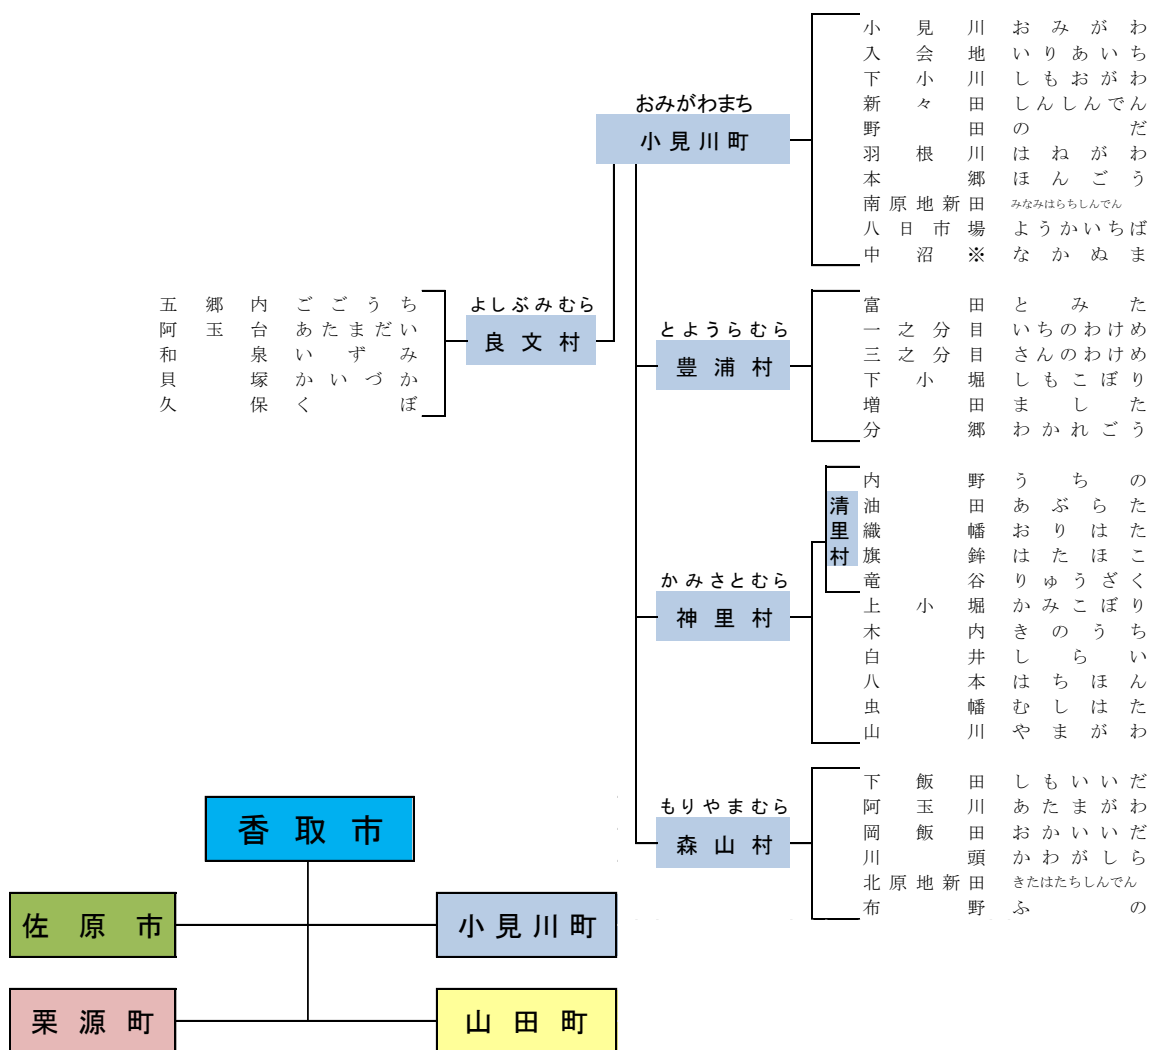 おみがわまち
小見川町
小見川 おみがわ
入会地 いりあいち
下小川 しもおがわ
新々田 しんしんでん
野田 のだ
羽根川 はねがわ
本郷 ほんごう
南原地新田 みなみはらちしんでん
八日市場 ようかいちば
中沼※ なかぬま
よしぶみむら
良文村
五郷内 ごごうち
阿玉台 あたまだい
和泉 いずみ
貝塚 かいづか
久保 くぼ
とようらむら
豊浦村
富田 とみた
一之分目 いちのわけめ
三之分目 さんのわけめ
下小堀 しもこぼり
増田 ました
分郷 わかれごう
かみさとむら
神里村
清里村
内野 うちの
油田 あぶらた
織幡 おりはた
旗鉾 はたほこ
竜谷 りゅうざく
上小堀 かみこぼり
木内 きのうち
白井 しらい
八本 はちほん
虫幡 むしはた
山川 やまがわ
もりやまむら
森山村
下飯田 しもいいだ
阿玉川 あたまがわ
岡飯田 おかいいだ
川頭 かわがしら
北原地新田 きたはたちしんでん
布野 ふの
香取市
佐原市
小見川町
栗源町
山田町